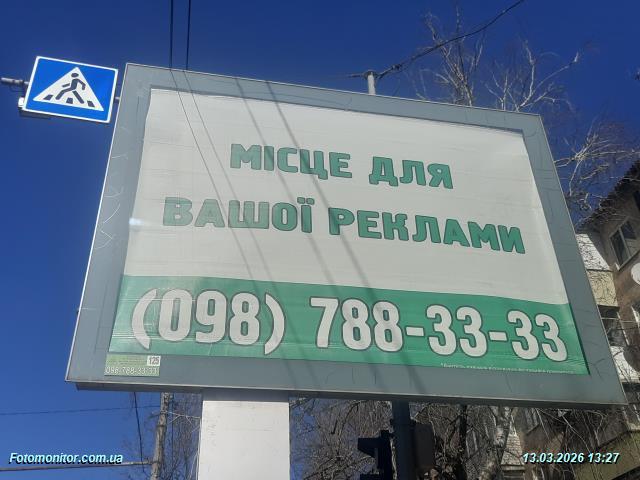 МІСЦЕ ДЛЯ
ВАШОЇ РЕКЛАМИ
(098) 788-33-33
125
098-788-33-33
Fotomonitor.com.ua
13.03.2026 13:27